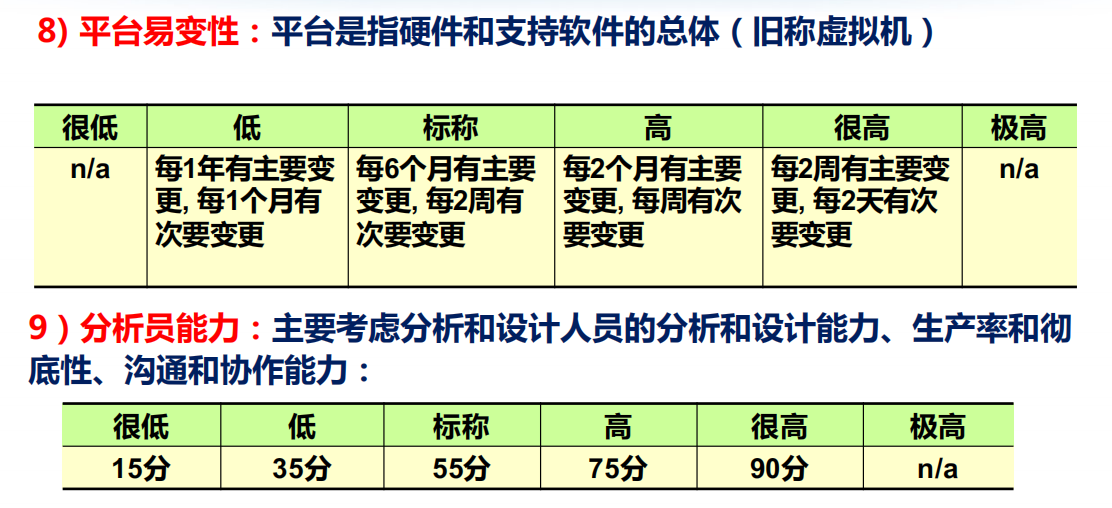 8) 平台易变性：平台是指硬件和支持软件的总体（旧称虚拟机）
很低 低 标称 高 很高 极高
n/a 每1年有主要变 每6个月有主要 每2个月有主要 每2周有主要变 n/a
更, 每1个月有 变更, 每2周有 变更, 每周有次 更, 每2天有次
次要变更 次要变更 要变更 要变更
9）分析员能力：主要考虑分析和设计人员的分析和设计能力、生产率和彻
底性、沟通和协作能力：
很低 低 标称 高 很高 极高
15分 35分 55分 75分 90分 n/a